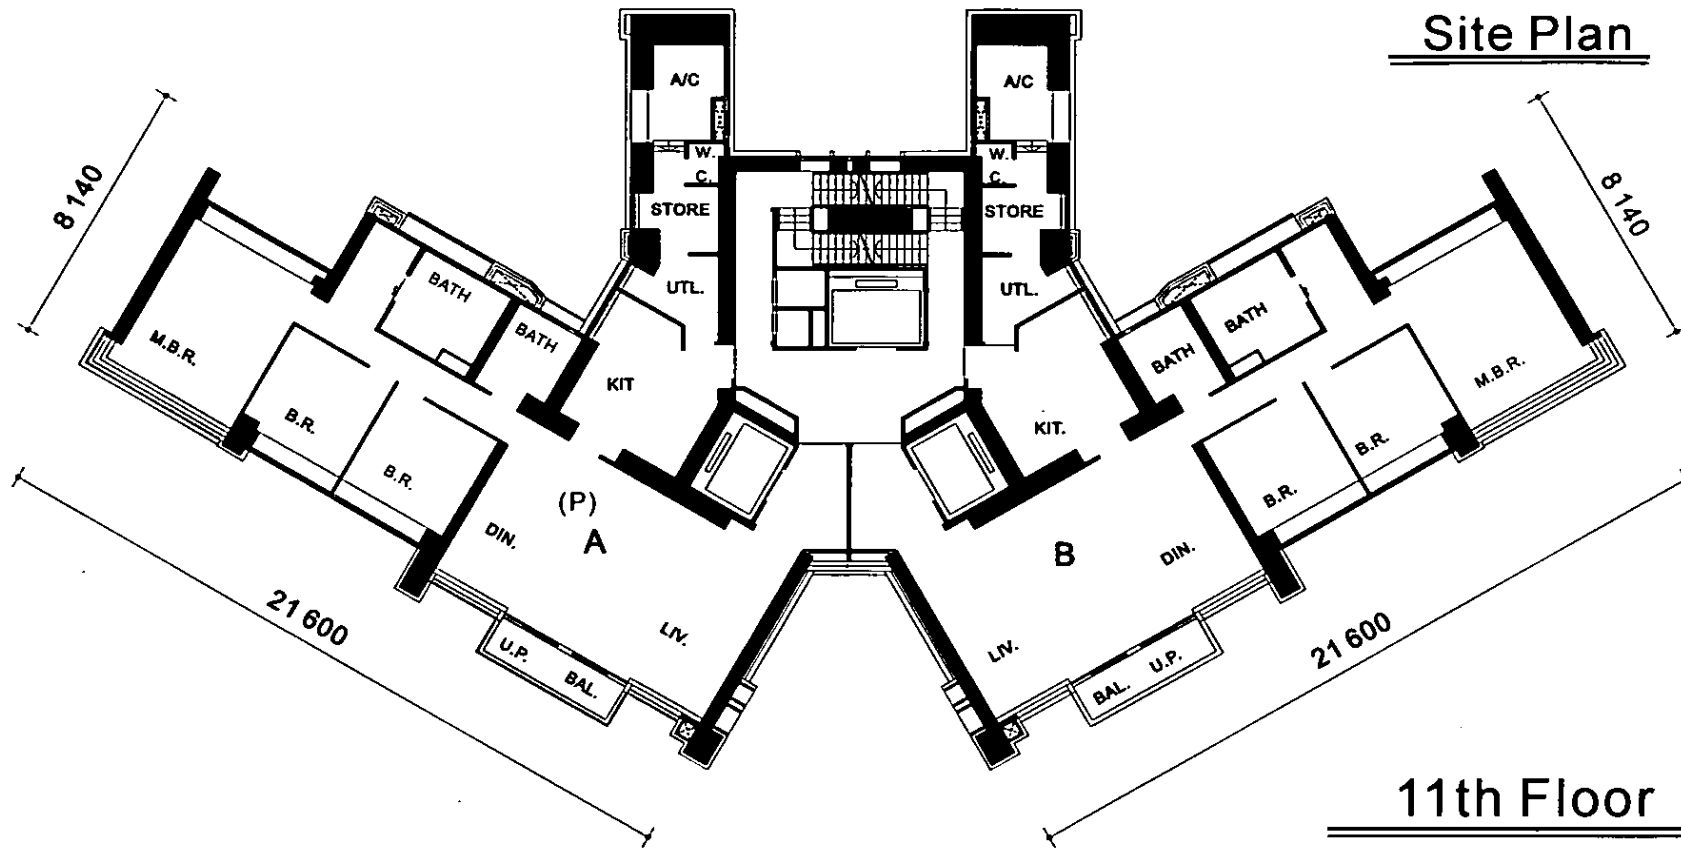 Site Plan
A/C
A/C
W.
C.
W.
C.
8 140
8 140
STORE
STORE
UTL.
UTL.
BATH
BATH
BATH
BATH
M.B.R.
M.B.R.
KIT
KIT.
B.R.
B.R.
B.R.
B.R.
(P)
A
B
DIN.
DIN.
21 600
21 600
LIV.
LIV.
U.P.
BAL.
BAL.
U.P.
11th Floor